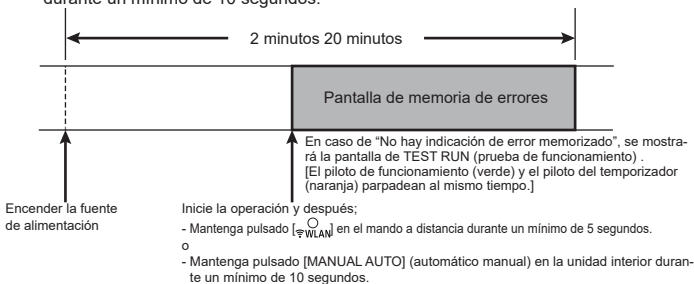 durante un mínimo de 10 segundos.
2 minutos 20 minutos
Pantalla de memoria de errores
En caso de “No hay indicación de error memorizado”, se mostra-
rá la pantalla de TEST RUN (prueba de funcionamiento) .
[El piloto de funcionamiento (verde) y el piloto del temporizador
(naranja) parpadean al mismo tiempo.]
Encender la fuente
de alimentación
Inicie la operación y después;
- Mantenga pulsado [WLAN] en el mando a distancia durante un mínimo de 5 segundos.
o
- Mantenga pulsado [MANUAL AUTO] (automático manual) en la unidad interior duran-
te un mínimo de 10 segundos.